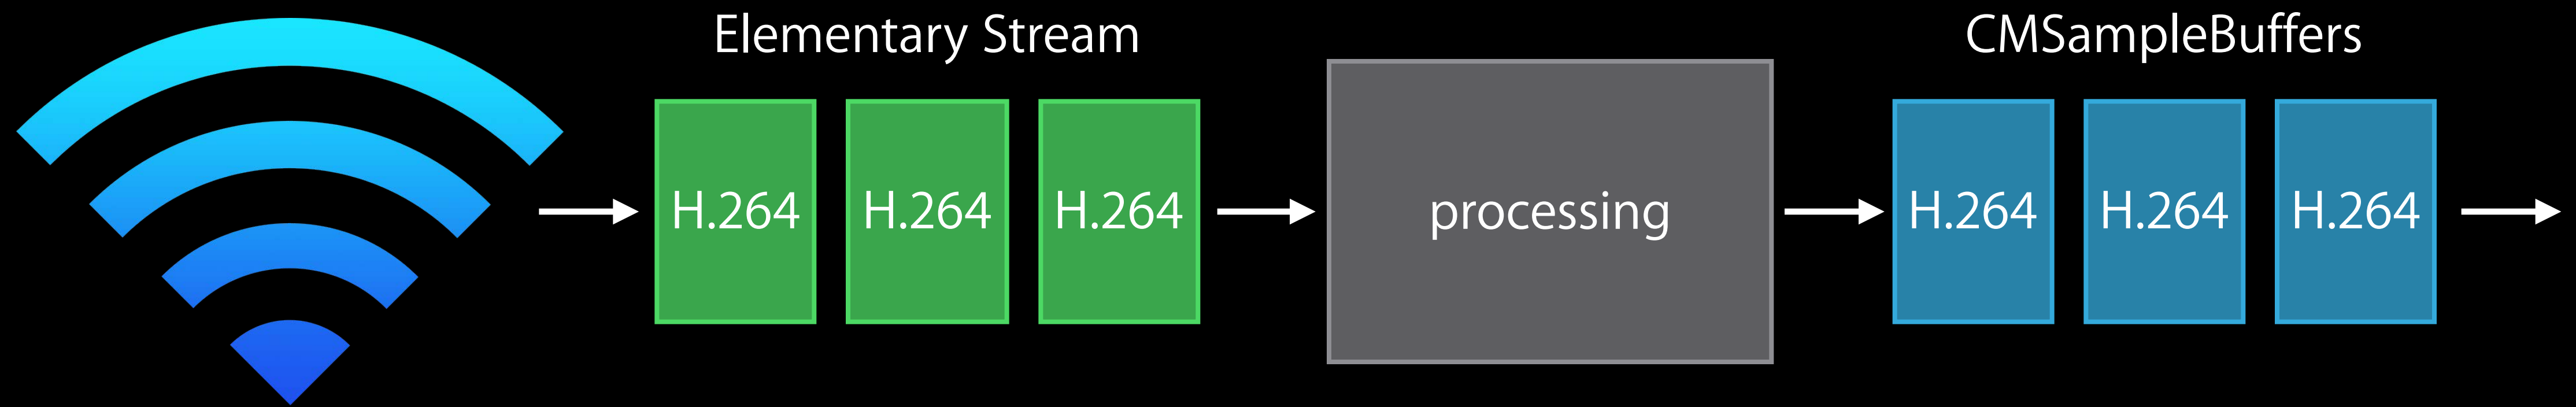 Elementary Stream
CMSampleBuffers
H.264
H.264
H.264
processing
H.264
H.264
H.264